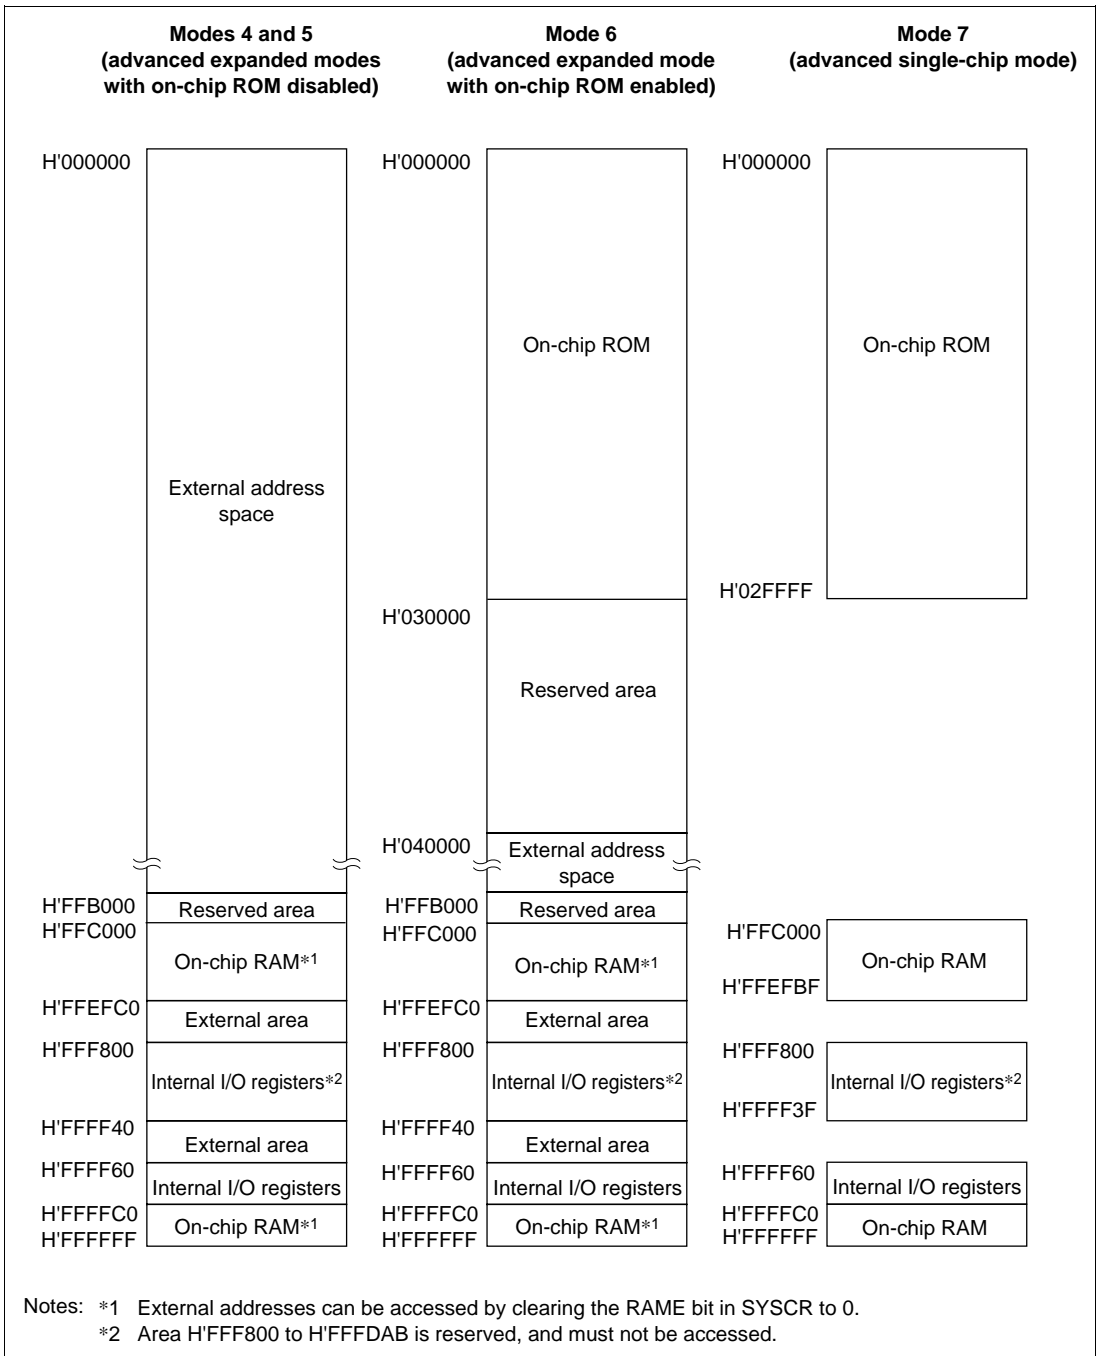 Modes 4 and 5
(advanced expanded modes
with on-chip ROM disabled)
Mode 6
(advanced expanded mode
with on-chip ROM enabled)
Mode 7
(advanced single-chip mode)
H'000000
External address
space
H'FFB000
Reserved area
H'FFC000
On-chip RAM*1
H'FFEFC0
External area
H'FFF800
Internal I/O registers*2
H'FFFF40
External area
H'FFFF60
Internal I/O registers
H'FFFFC0
On-chip RAM*1
H'FFFFFF
H'000000
On-chip ROM
H'030000
Reserved area
H'040000
External address
space
H'FFB000
Reserved area
H'FFC000
On-chip RAM*1
H'FFEFC0
External area
H'FFF800
Internal I/O registers*2
H'FFFF40
External area
H'FFFF60
Internal I/O registers
H'FFFFC0
On-chip RAM*1
H'FFFFFF
H'000000
On-chip ROM
H'02FFFF
H'FFC000
On-chip RAM
H'FFEFBF
H'FFF800
Internal I/O registers*2
H'FFFF3F
H'FFFF60
Internal I/O registers
H'FFFFC0
On-chip RAM
H'FFFFFF
Notes: *1 External addresses can be accessed by clearing the RAME bit in SYSCR to 0.
*2 Area H'FFF800 to H'FFFDAB is reserved, and must not be accessed.